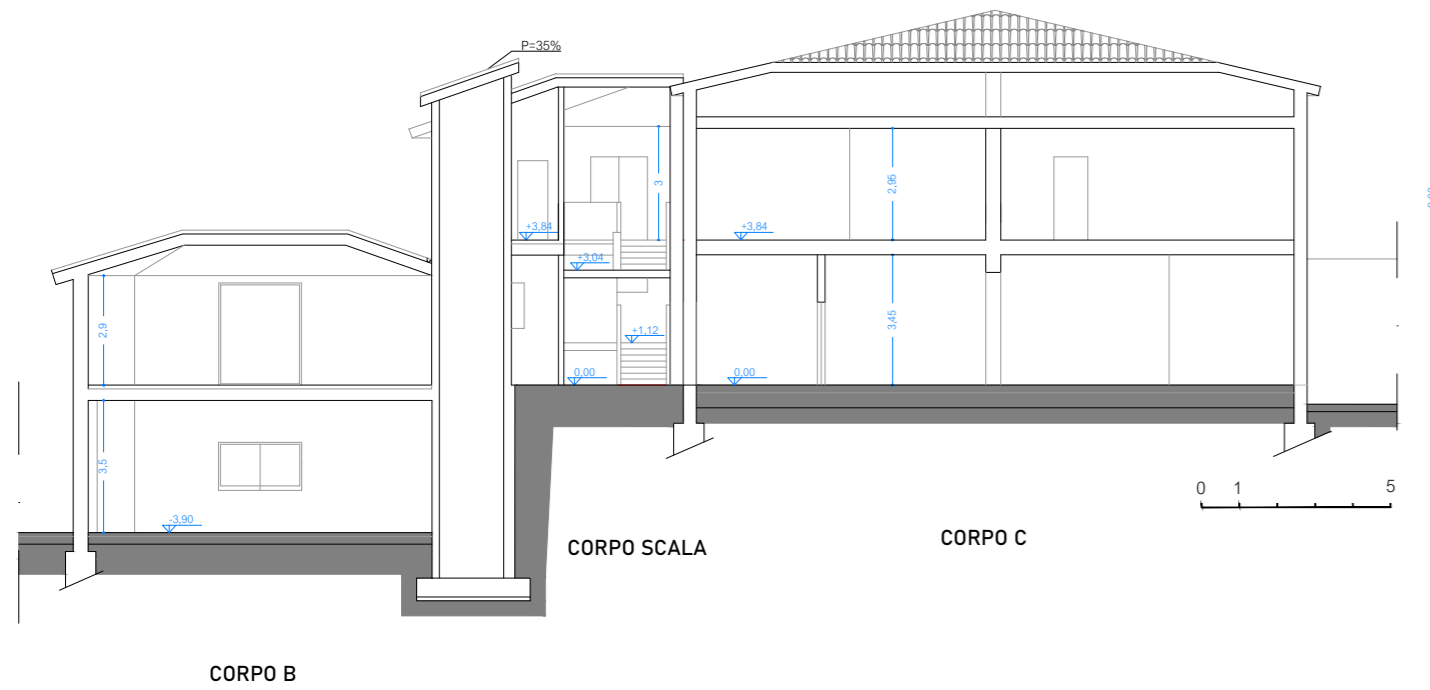 P=35%
3
2,95
+3,84
+3,84
+3,04
2,9
+1,12
3,45
0,00
0,00
3,5
-3,90
0 1 5
CORPO SCALA
CORPO C
CORPO B